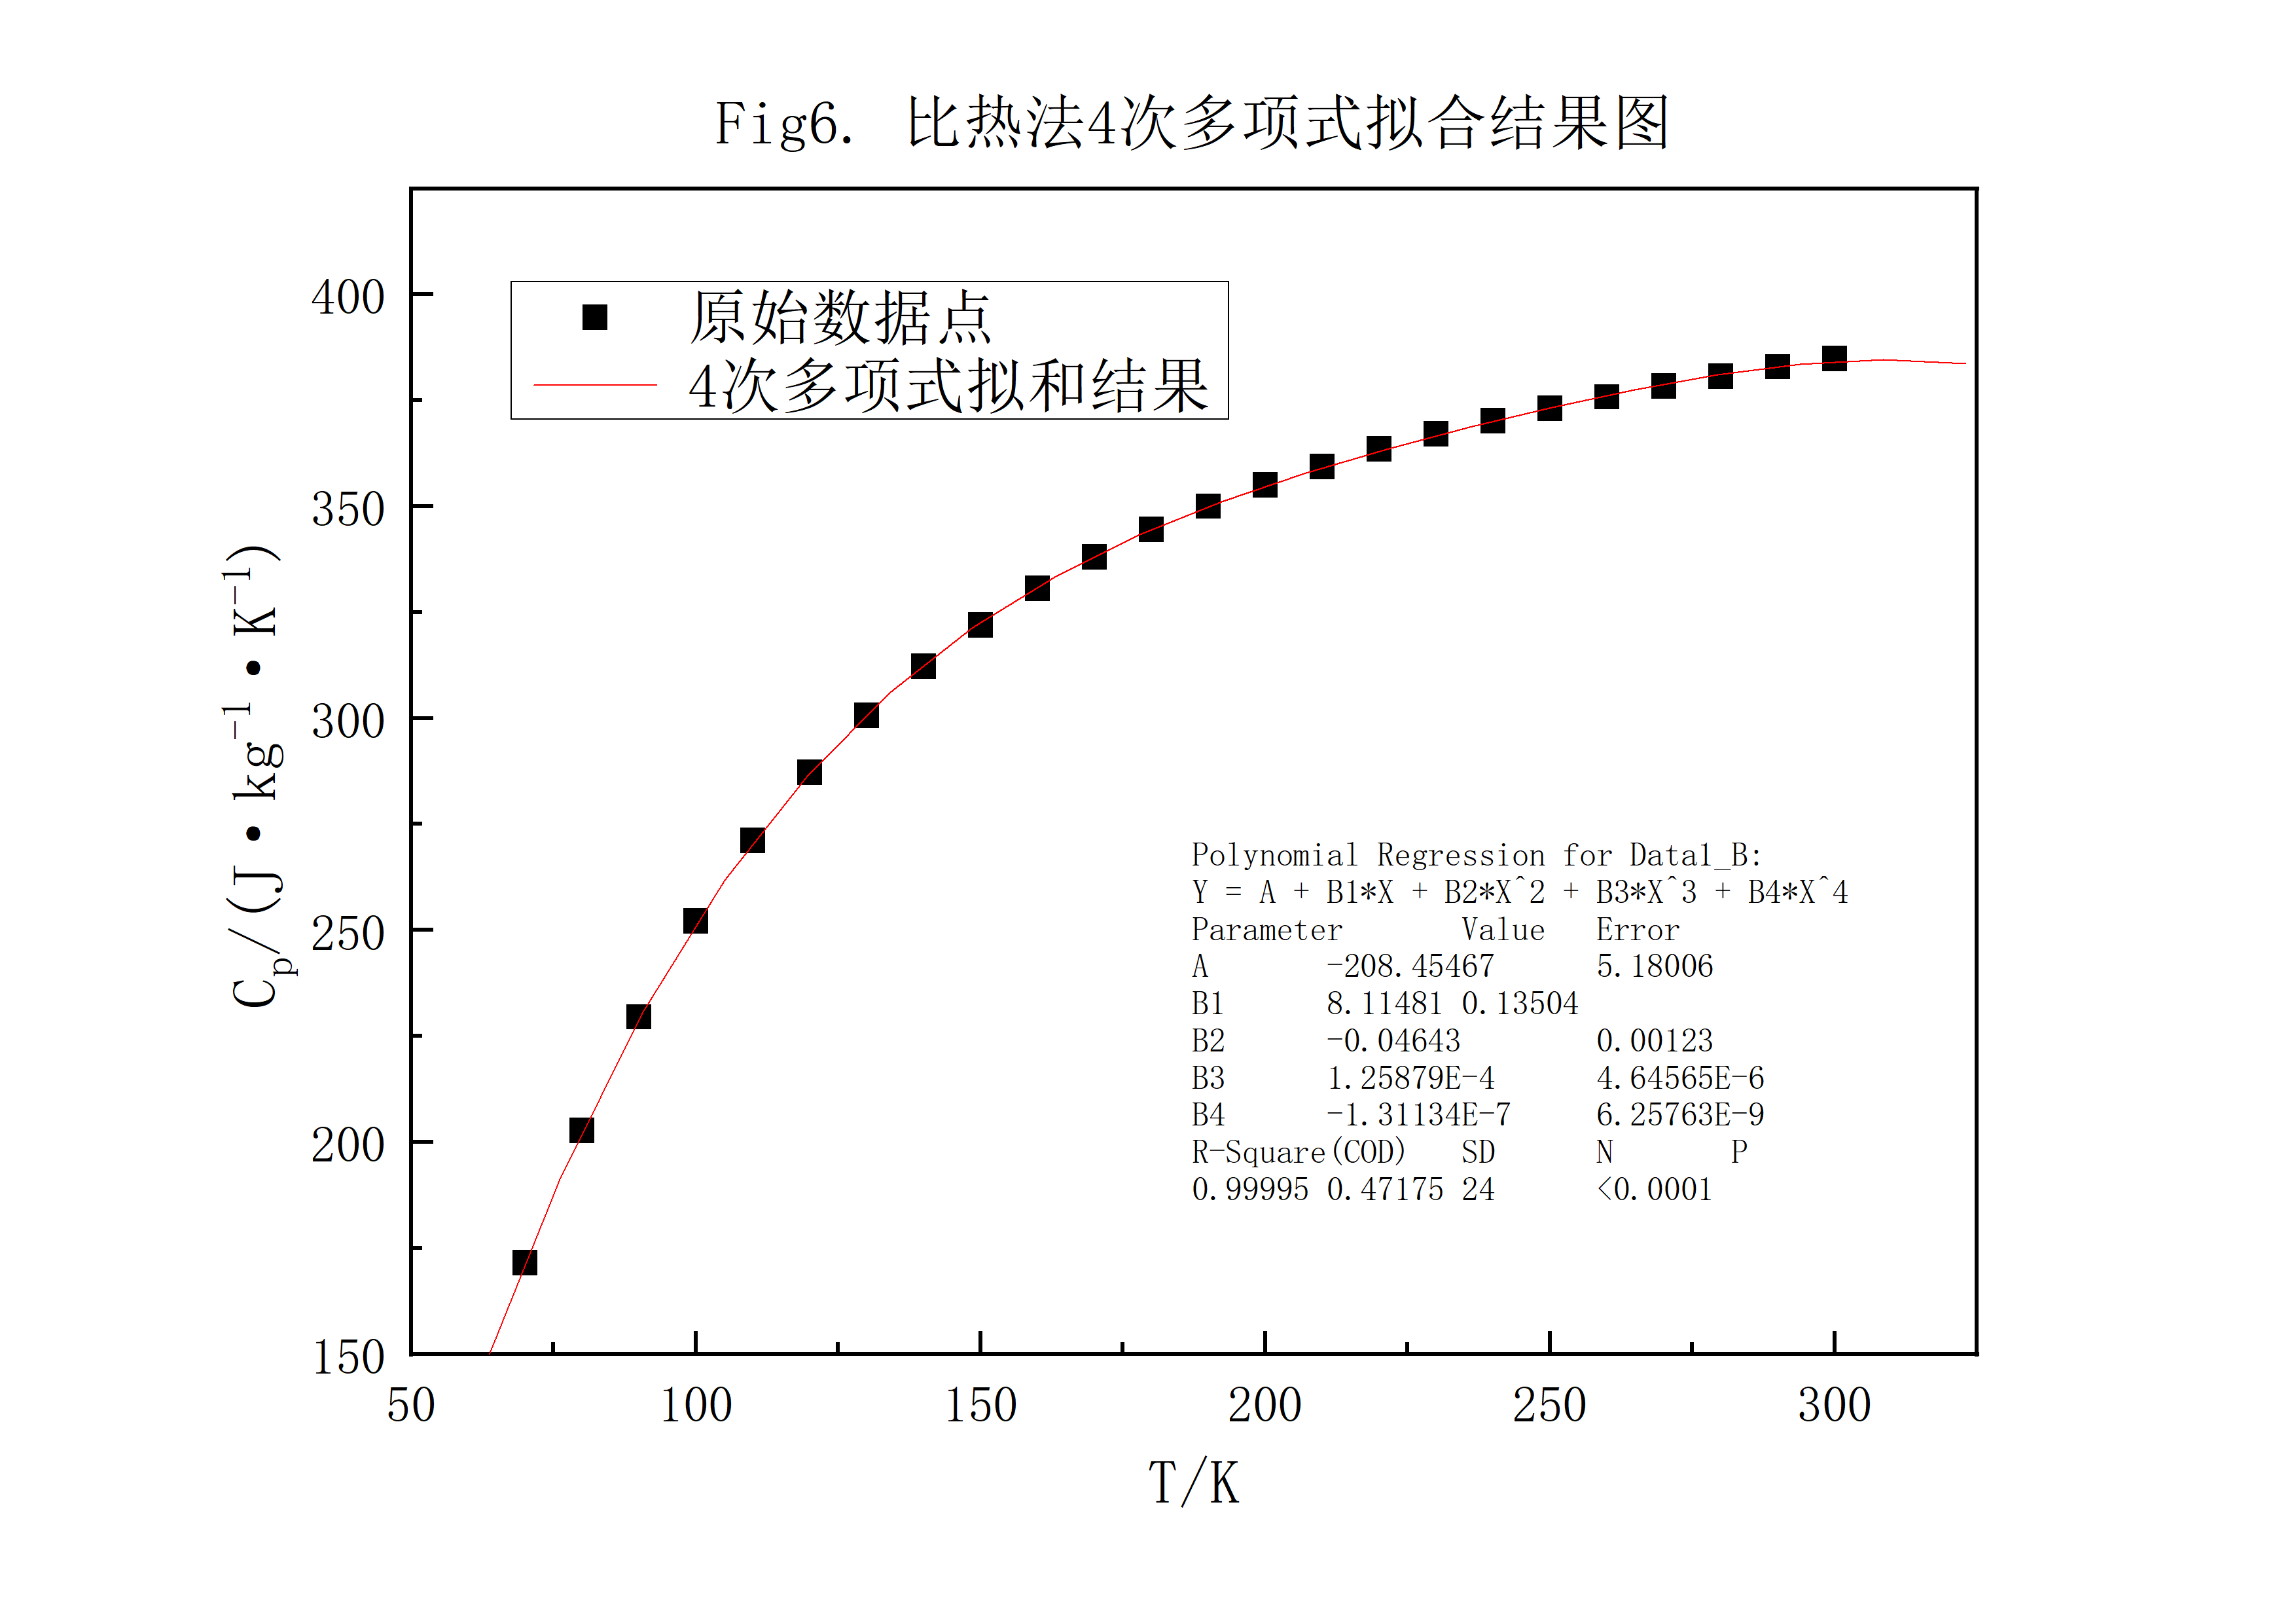 Fig6. 比热法4次多项式拟合结果图
原始数据点
4次多项式拟和结果
400
350
300
250
200
150
C_p/(J•kg^-1•K^-1)
Polynomial Regression for Data1_B:
Y = A + B1*X + B2*X^2 + B3*X^3 + B4*X^4
Parameter Value Error
A -208.45467 5.18006
B1 8.11481 0.13504
B2 -0.04643 0.00123
B3 1.25879E-4 4.64565E-6
B4 -1.31134E-7 6.25763E-9
R-Square(COD) SD N P
0.99995 0.47175 24 <0.0001
50 100 150 200 250 300
T/K